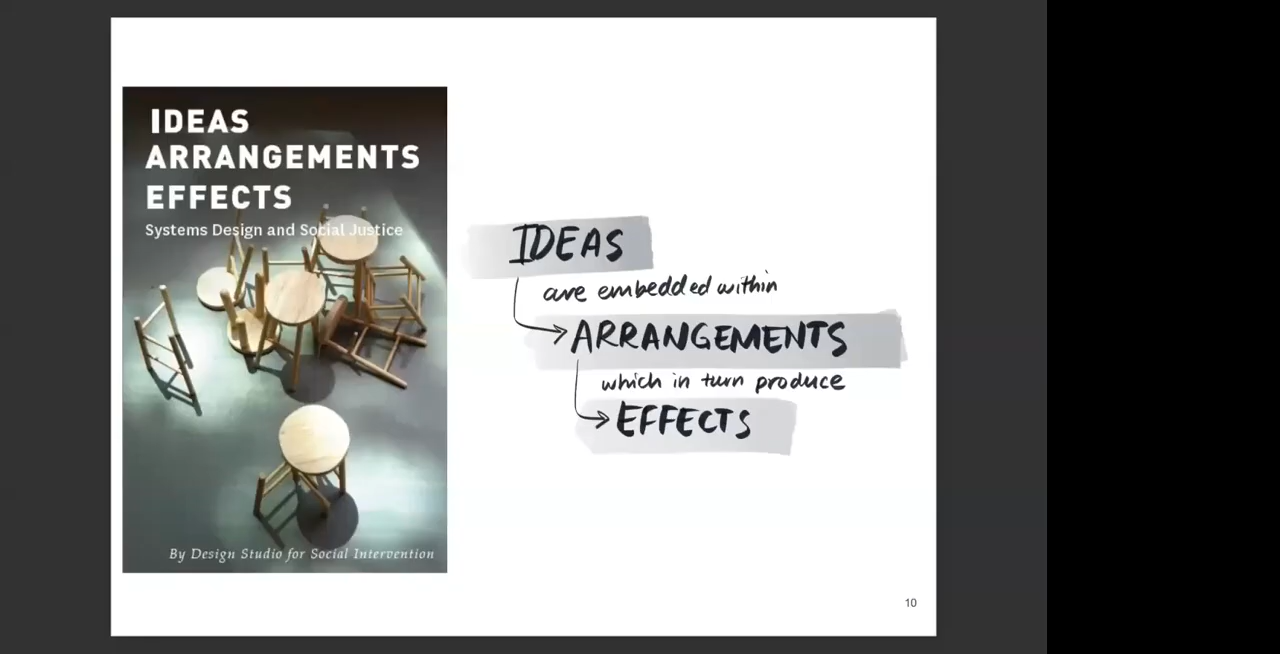 IDEAS
ARRANGEMENTS
EFFECTS
Systems Design and Social Justice
By Design Studio for Social Intervention
IDEAS
are embedded within
ARRANGEMENTS
which in turn produce
EFFECTS
10